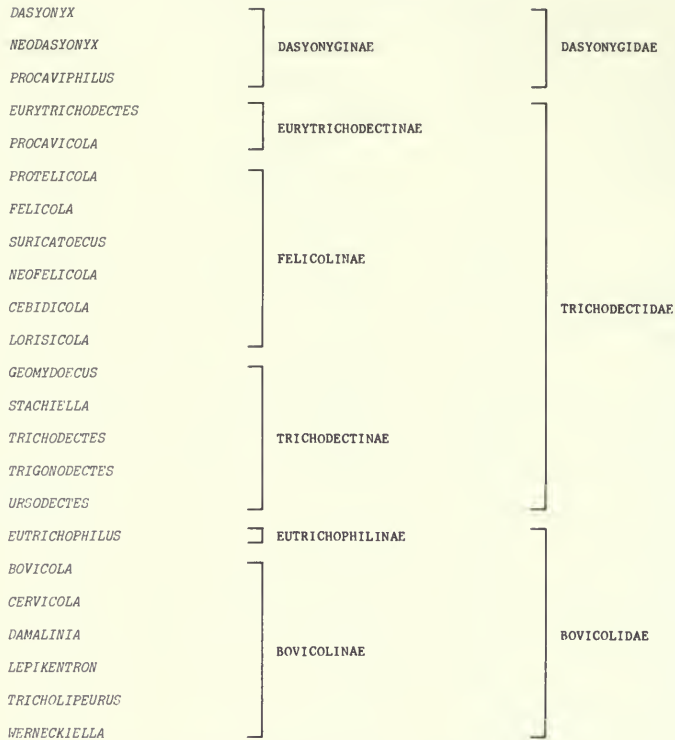 DASYONYX
NEODASYONYX DASYONYGINAE DASYONYGIDAE
PROCAVIPHILUS
EURYTRICHODECTES
EURYTRICHODECTINAE
PROCAVICOLA
PROTELICOLA
FELICOLA
SURICATOECUS
FELICOLINAE
NEOFELICOLA
CEBIDICOLA TRICHODECTIDAE
LORISICOLA
GEOMYDOECUS
STACHIELLA
TRICHODECTES TRICHODECTINAE
TRIGONODECTES
URSODECTES
EUTRICHOPHILUS EUTRICHOPHILINAE
BOVICOLA
CERVICOLA
DAMALINIA BOVICOLIDAE
BOVICOLINAE
LEPIKENTRON
TRICHOLIPEURUS
WERNECKIELLA